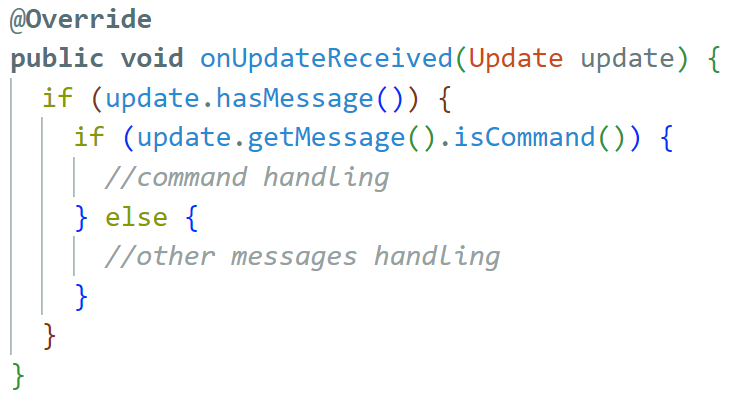 @Override
public void onUpdateReceived(Update update) {
  if (update.hasMessage()) {
    if (update.getMessage().isCommand()) {
      //command handling
    } else {
      //other messages handling
    }
  }
}